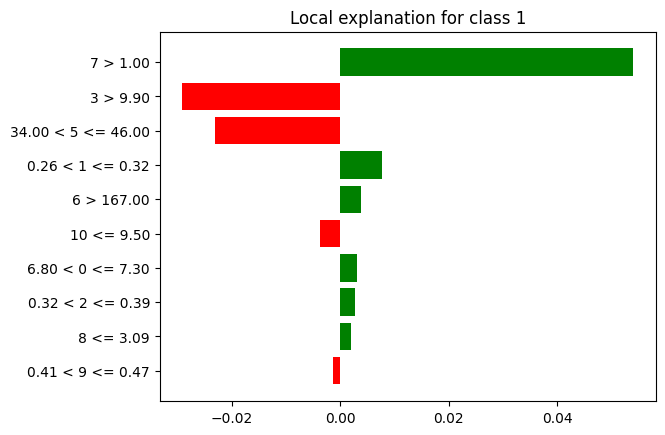 Local explanation for class 1
7 > 1.00
3 > 9.90
34.00 < 5 <= 46.00
0.26 < 1 <= 0.32
6 > 167.00
10 <= 9.50
6.80 < 0 <= 7.30
0.32 < 2 <= 0.39
8 <= 3.09
0.41 < 9 <= 0.47
−0.02 0.00 0.02 0.04